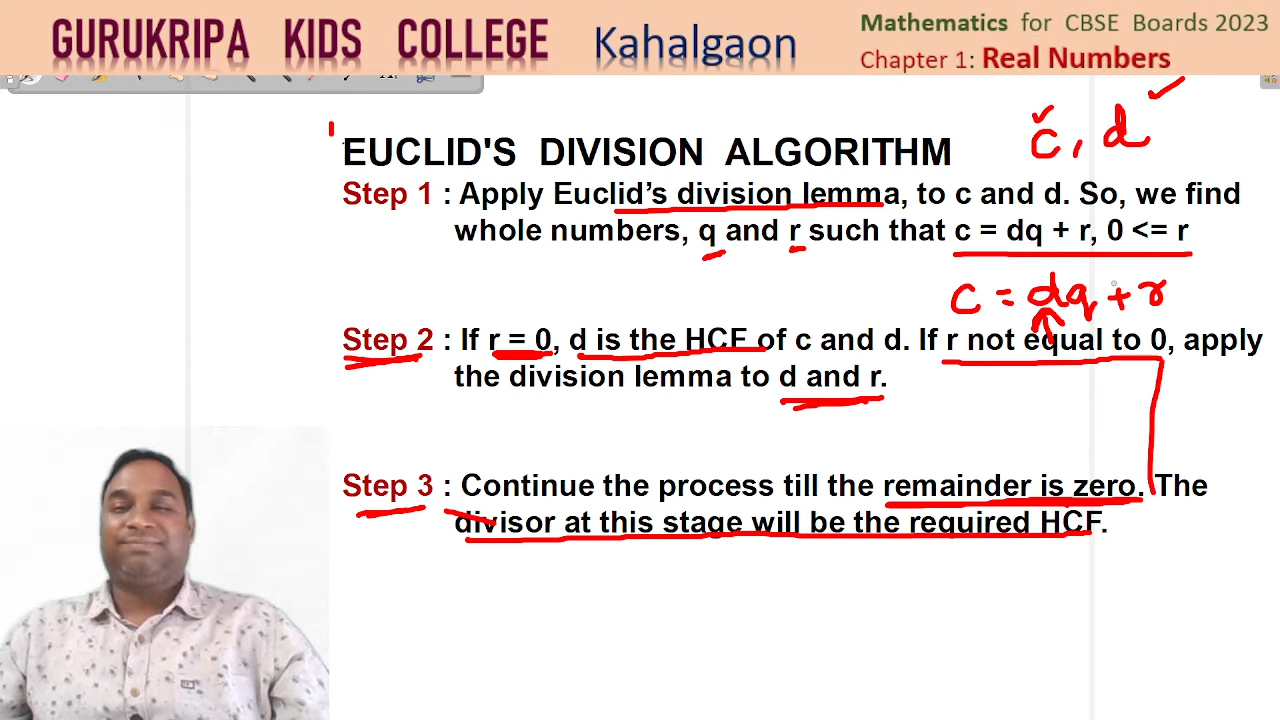 GURUKRIPA KIDS COLLEGE Kahalgaon
Mathematics for CBSE Boards 2023
Chapter 1: Real Numbers
c, d
EUCLID'S DIVISION ALGORITHM
Step 1 : Apply Euclid's division lemma, to c and d. So, we find
whole numbers, q and r such that c = dq + r, 0 <= r
c = dq + r
Step 2 : If r = 0, d is the HCF of c and d. If r not equal to 0, apply
the division lemma to d and r.
Step 3 : Continue the process till the remainder is zero. The
divisor at this stage will be the required HCF.